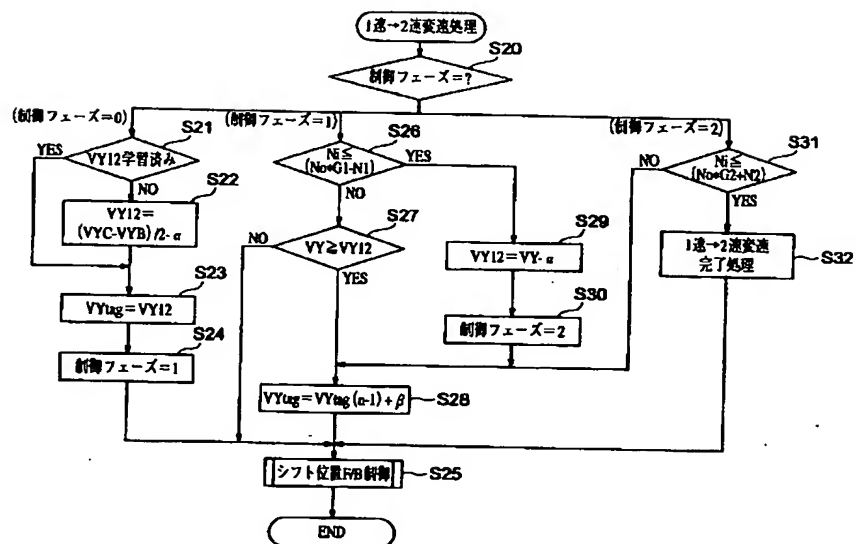 1速→2速変速処理
S20
制御フェーズ=?
(制御フェーズ=0)
(制御フェーズ=1)
(制御フェーズ=2)
S21
VY12学習済み
YES
NO
S22
VY12=
(VYC-VYB)/2-α
S23
VYtag=VY12
S24
制御フェーズ=1
S26
Ni≦
(No*G1-N1)
YES
NO
S27
VY≧VY12
NO
YES
S29
VY12=VY-α
S30
制御フェーズ=2
S28
VYtag=VYtag(n-1)+β
S31
Ni≦
(No*G2+N2)
NO
YES
1速→2速変速
完了処理
S32
シフト位置F/B制御
S25
END